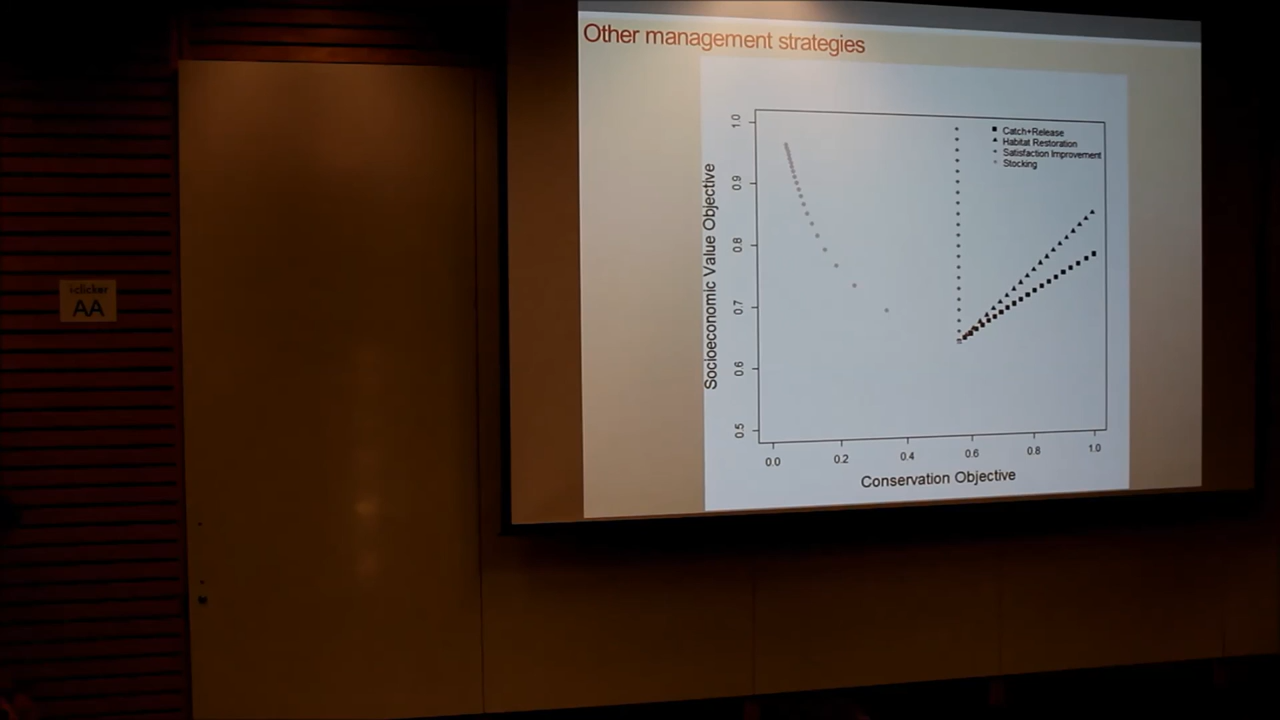 Other management strategies
i-clicker
AA
Catch+Release
Habitat Restoration
Satisfaction Improvement
Stocking
Socioeconomic Value Objective
1.0
0.9
0.8
0.7
0.6
0.5
0.0 0.2 0.4 0.6 0.8 1.0
Conservation Objective